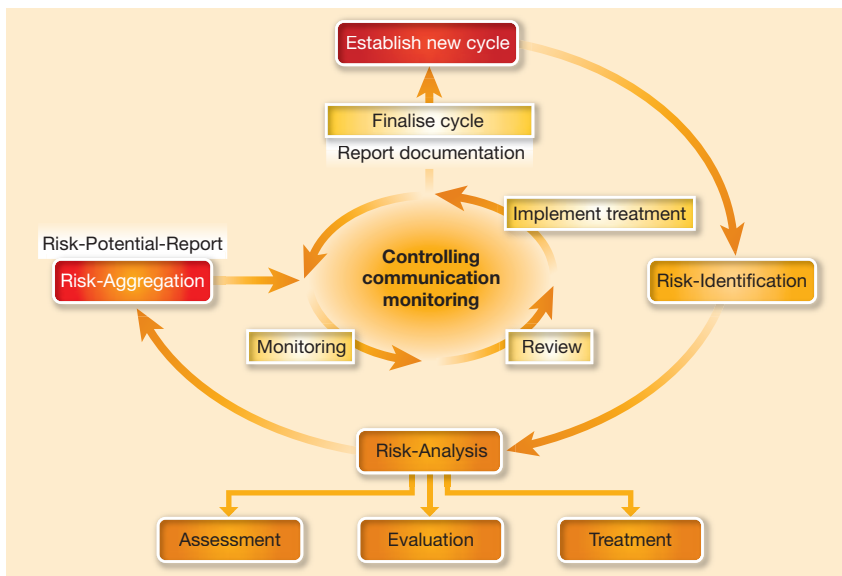 Establish new cycle
Finalise cycle
Report documentation
Implement treatment
Risk-Potential-Report
Risk-Aggregation
Controlling
communication
monitoring
Risk-Identification
Monitoring
Review
Risk-Analysis
Assessment
Evaluation
Treatment